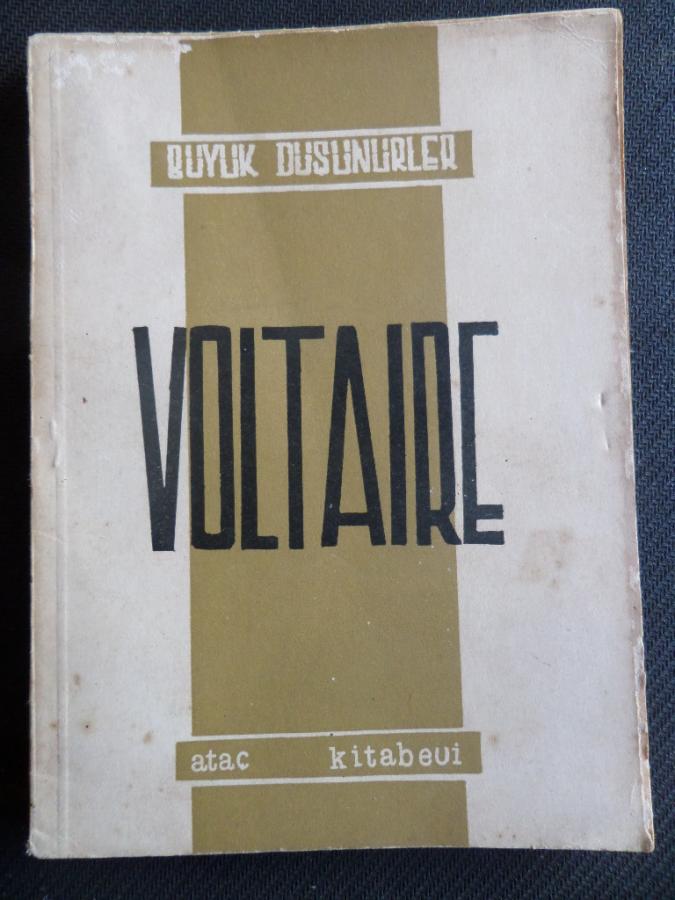 BUYUK DUSUNURLER
VOLTAIRE
ataç kitabevi